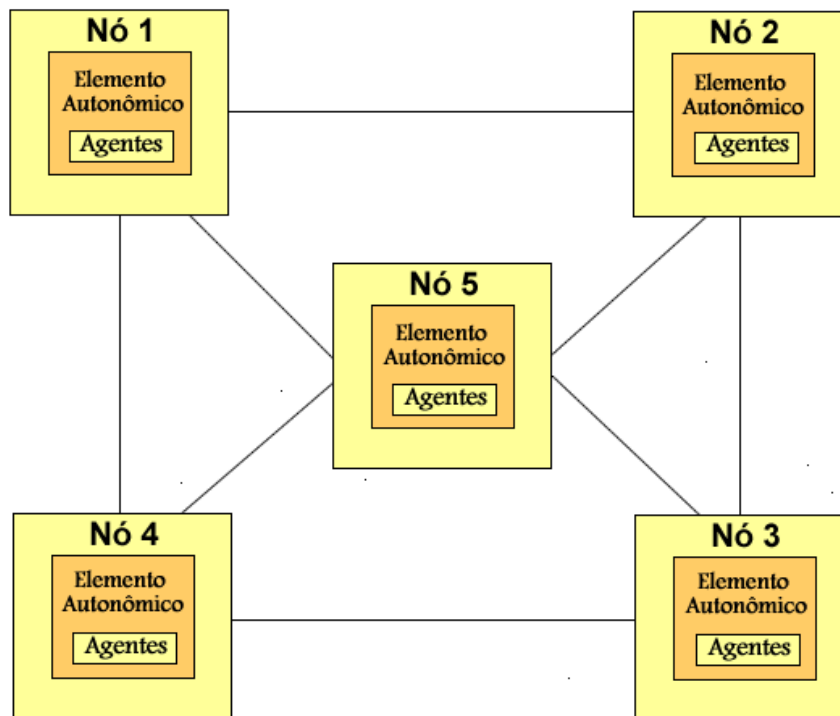 Nó 1
Elemento
Autonômico
Agentes
Nó 2
Elemento
Autonômico
Agentes
Nó 5
Elemento
Autonômico
Agentes
Nó 4
Elemento
Autonômico
Agentes
Nó 3
Elemento
Autonômico
Agentes